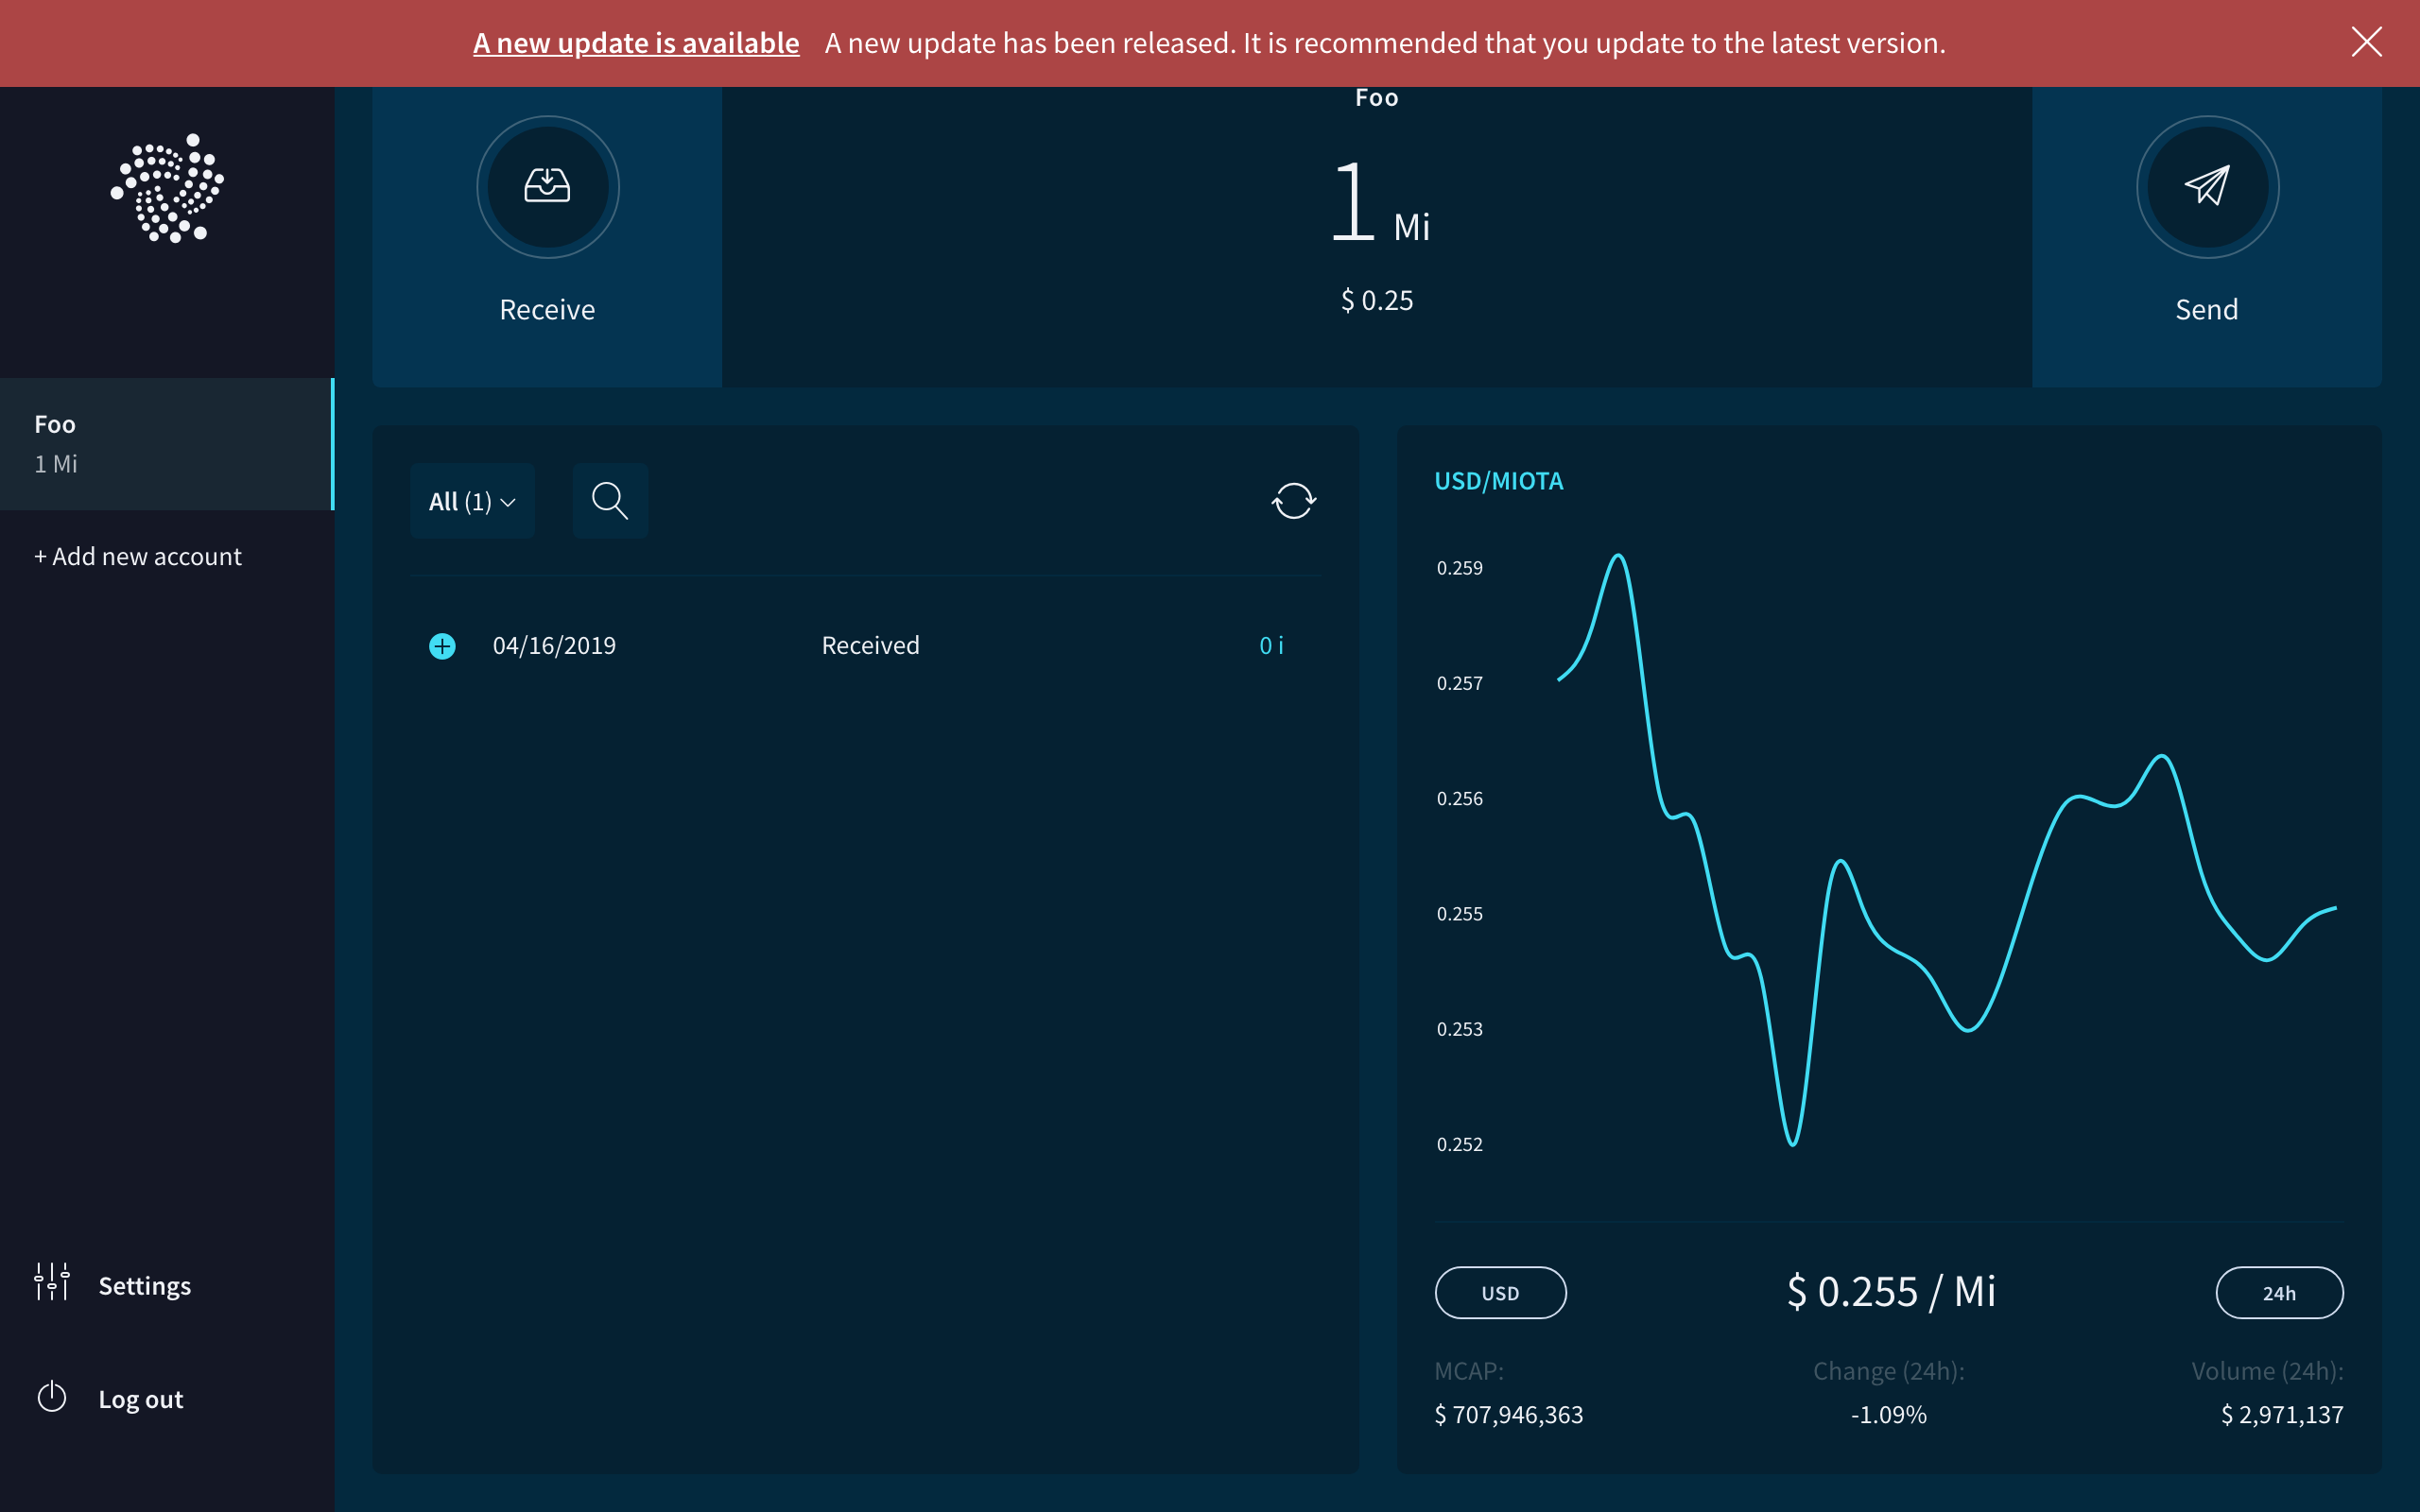 A new update is available A new update has been released. It is recommended that you update to the latest version.
Foo
1 Mi
$ 0.25
Receive
Send
Foo
1 Mi
+ Add new account
Settings
Log out
All (1)
04/16/2019 Received 0 i
USD/MIOTA
0.259
0.257
0.256
0.255
0.253
0.252
USD $ 0.255 / Mi 24h
MCAP: Change (24h): Volume (24h):
$ 707,946,363 -1.09% $ 2,971,137